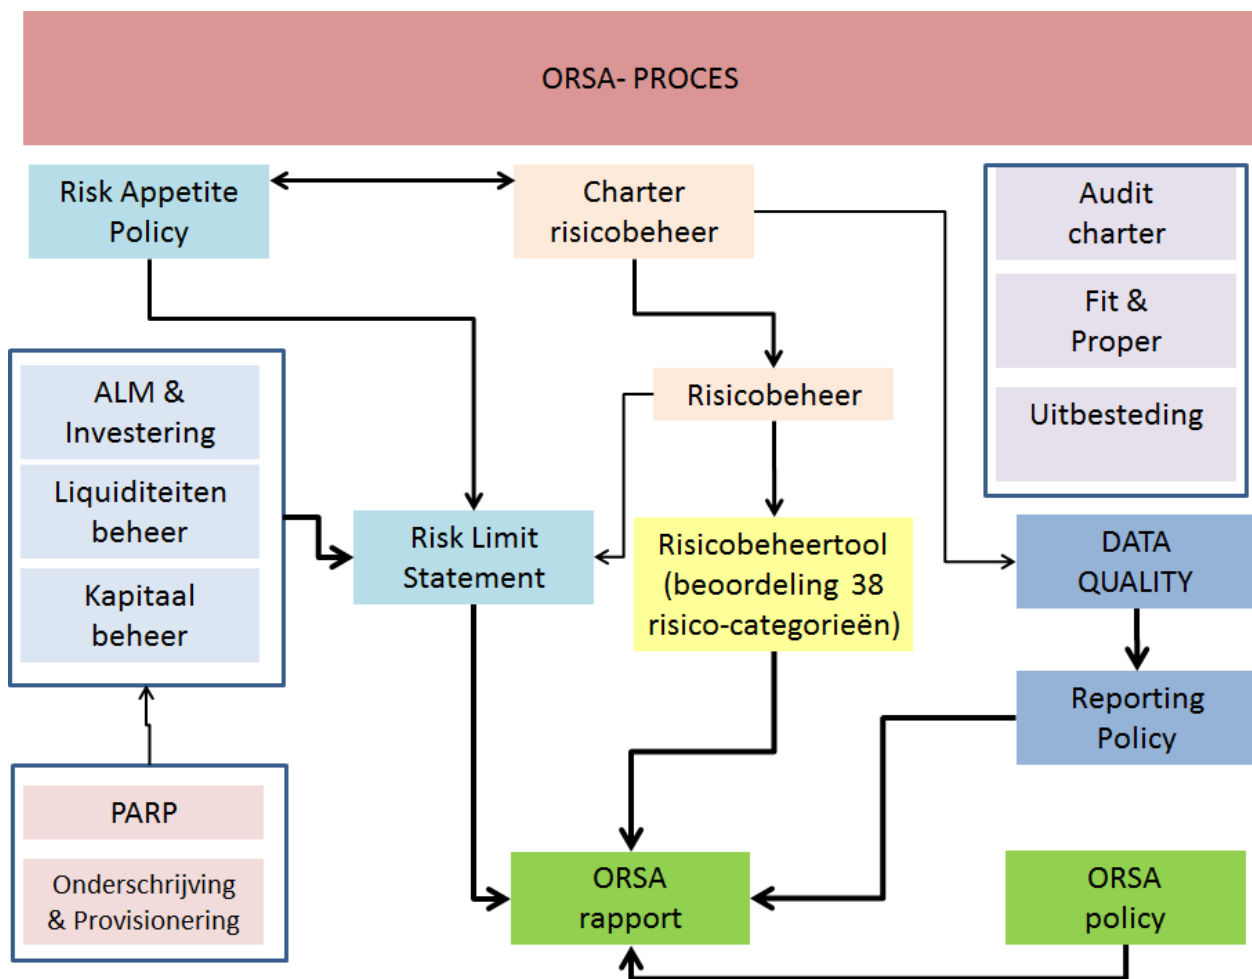 ORSA- PROCES
Risk Appetite
Policy
Charter
risicobeheer
Audit
charter
Fit &
Proper
Uitbesteding
ALM &
Investering
Liquiditeiten
beheer
Kapitaal
beheer
Risicobeheer
Risk Limit
Statement
Risicobeheertool
(beoordeling 38
risico-categorieën)
DATA
QUALITY
Reporting
Policy
PARP
Onderschrijving
& Provisionering
ORSA
rapport
ORSA
policy